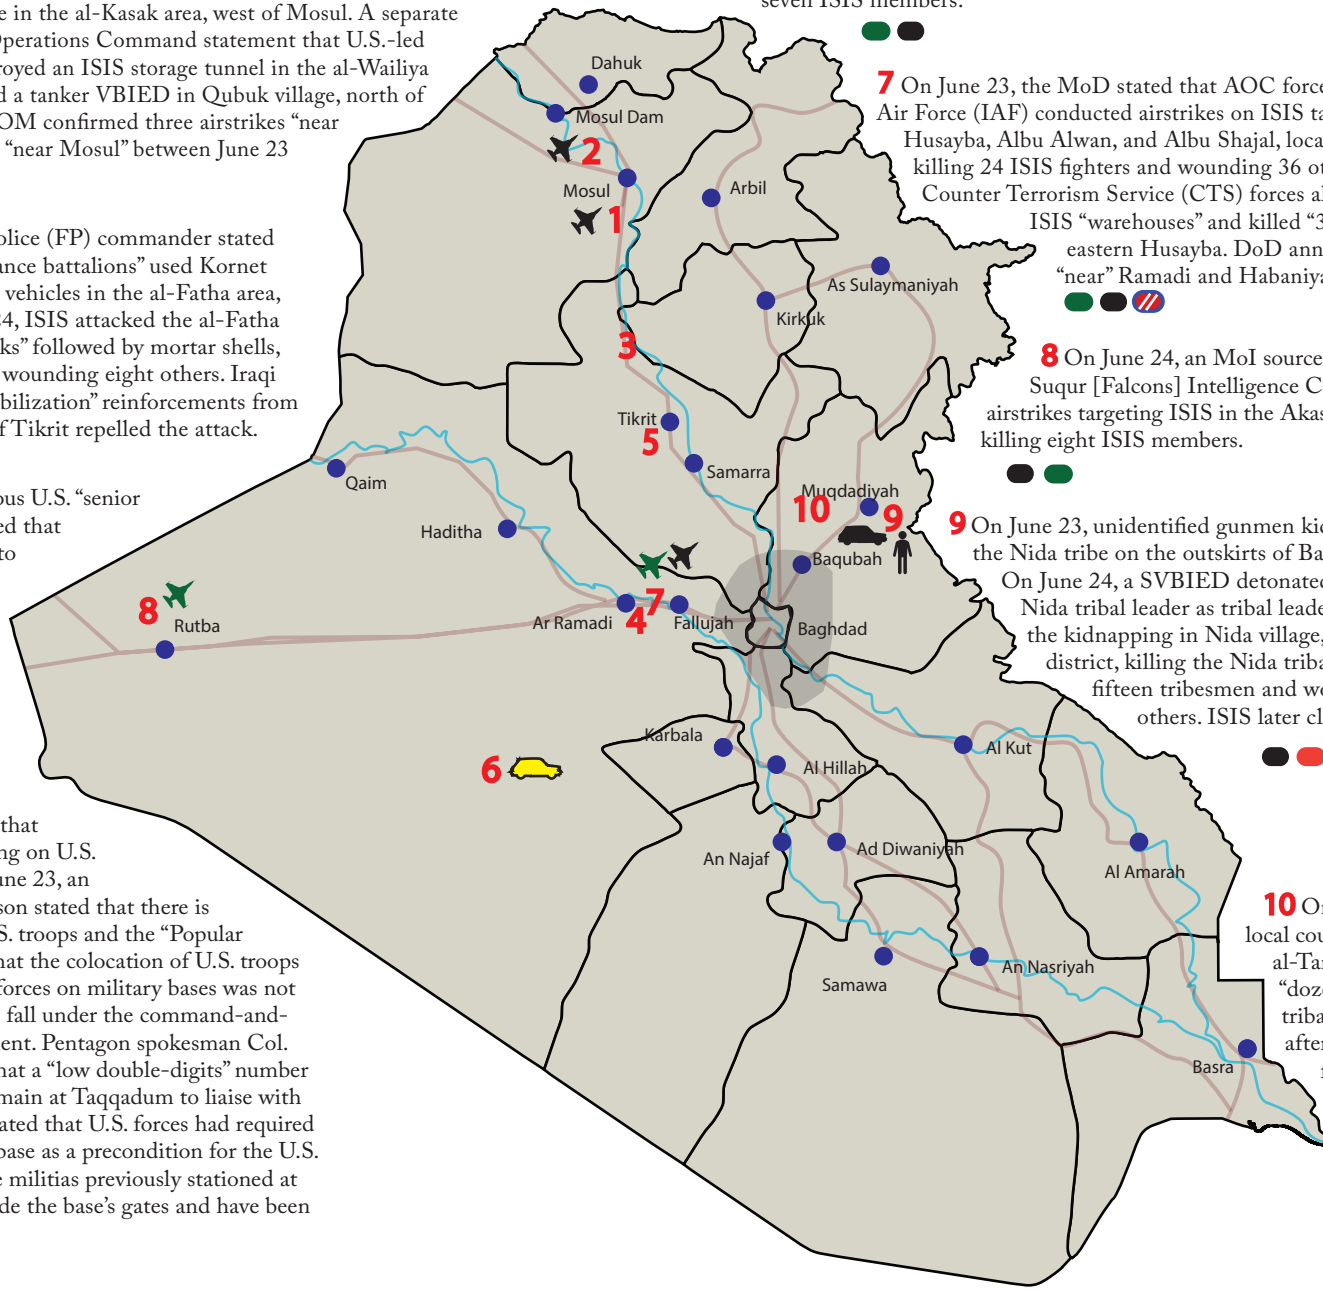 e in the al-Kasak area, west of Mosul. A separate
Operations Command statement that U.S.-led
royed an ISIS storage tunnel in the al-Wailiya
d a tanker VBIED in Qubuk village, north of
OM confirmed three airstrikes “near
“near Mosul” between June 23
olice (FP) commander stated
ance battalions” used Kornet
vehicles in the al-Fatha area,
24, ISIS attacked the al-Fatha
ks” followed by mortar shells,
wounding eight others. Iraqi
bilization” reinforcements from
f Tikrit repelled the attack.
ous U.S. “senior
ed that
to
that
ng on U.S.
une 23, an
son stated that there is
S. troops and the “Popular
hat the colocation of U.S. troops
forces on military bases was not
fall under the command-and-
ent. Pentagon spokesman Col.
hat a “low double-digits” number
main at Taqqadum to liaise with
ated that U.S. forces had required
base as a precondition for the U.S.
e militias previously stationed at
de the base’s gates and have been
seven ISIS members.
7 On June 23, the MoD stated that AOC force
Air Force (IAF) conducted airstrikes on ISIS ta
Husayba, Albu Alwan, and Albu Shajal, loca
killing 24 ISIS fighters and wounding 36 ot
Counter Terrorism Service (CTS) forces al
ISIS “warehouses” and killed “3
eastern Husayba. DoD ann
“near” Ramadi and Habaniya
8 On June 24, an MoI source
Suqur [Falcons] Intelligence C
airstrikes targeting ISIS in the Akas
killing eight ISIS members.
9 On June 23, unidentified gunmen kid
the Nida tribe on the outskirts of Ba
On June 24, a SVBIED detonated
Nida tribal leader as tribal leade
the kidnapping in Nida village,
district, killing the Nida triba
fifteen tribesmen and wo
others. ISIS later cl
10 On
local cou
al-Tan
“doze
triba
after
Dahuk
Mosul Dam
2
Mosul
1
Arbil
As Sulaymaniyah
Kirkuk
3
Tikrit
5
Samarra
Qaim
Haditha
Muqdadiyah
10
9
Baqubah
8
Rutba
Ar Ramadi
4
7
Fallujah
Baghdad
Karbala
6
Al Hillah
Al Kut
An Najaf
Ad Diwaniyah
Al Amarah
Samawa
An Nasriyah
Basra